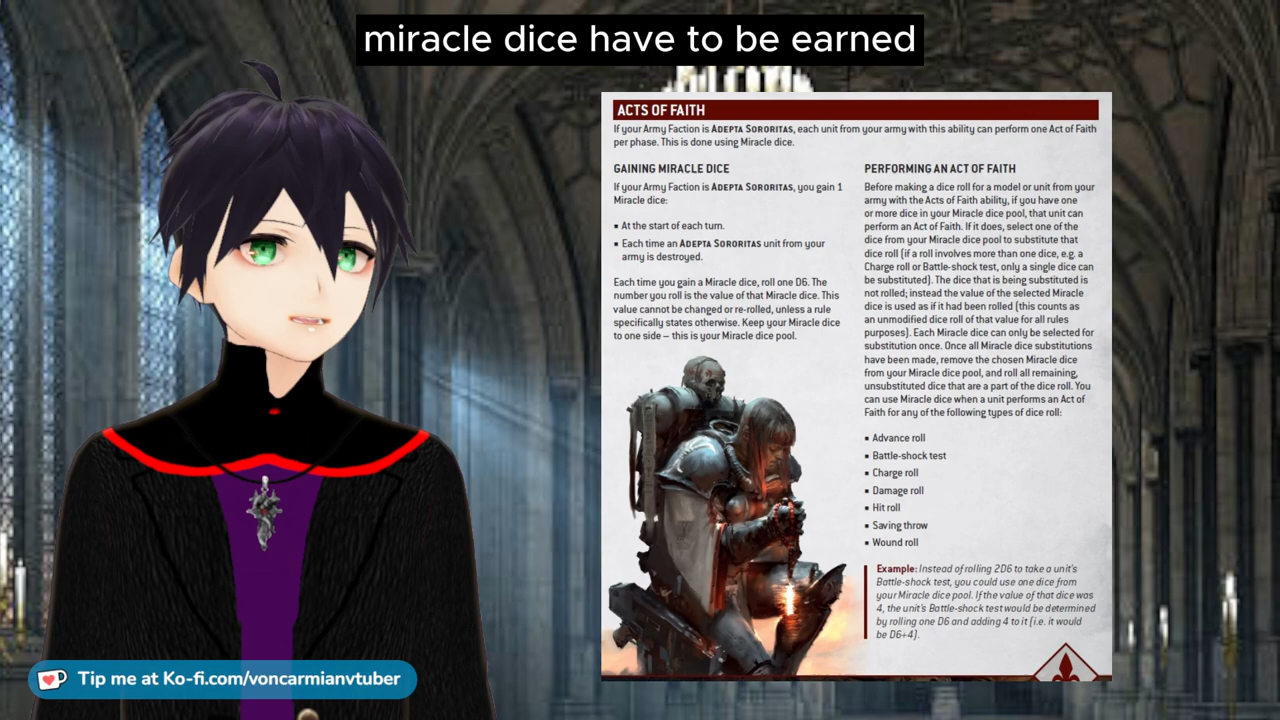 miracle dice have to be earned
ACTS OF FAITH
If your Army Faction is ADEPTA SORORITAS, each unit from your army with this ability can perform one Act of Faith
per phase. This is done using Miracle dice.
GAINING MIRACLE DICE
If your Army Faction is ADEPTA SORORITAS, you gain 1
Miracle dice:
▪ At the start of each turn.
▪ Each time an ADEPTA SORORITAS unit from your
army is destroyed.
Each time you gain a Miracle dice, roll one D6. The
number you roll is the value of that Miracle dice. This
value cannot be changed or re-rolled, unless a rule
specifically states otherwise. Keep your Miracle dice
to one side – this is your Miracle dice pool.
PERFORMING AN ACT OF FAITH
Before making a dice roll for a model or unit from your
army with the Acts of Faith ability, if you have one
or more dice in your Miracle dice pool, that unit can
perform an Act of Faith. If it does, select one of the
dice from your Miracle dice pool to substitute that
dice roll (if a roll involves more than one dice, e.g. a
Charge roll or Battle-shock test, only a single dice can
be substituted). The dice that is being substituted is
not rolled; instead the value of the selected Miracle
dice is used as if it had been rolled (this counts as
an unmodified dice roll of that value for all rules
purposes). Each Miracle dice can only be selected for
substitution once. Once all Miracle dice substitutions
have been made, remove the chosen Miracle dice
from your Miracle dice pool, and roll all remaining,
unsubstituted dice that are a part of the dice roll. You
can use Miracle dice when a unit performs an Act of
Faith for any of the following types of dice roll:
▪ Advance roll
▪ Battle-shock test
▪ Charge roll
▪ Damage roll
▪ Hit roll
▪ Saving throw
▪ Wound roll
Example: Instead of rolling 2D6 to take a unit's
Battle-shock test, you could use one dice from
your Miracle dice pool. If the value of that dice was
4, the unit's Battle-shock test would be determined
by rolling one D6 and adding 4 to it (i.e. it would
be D6+4).
Tip me at Ko-fi.com/voncarmianvtuber